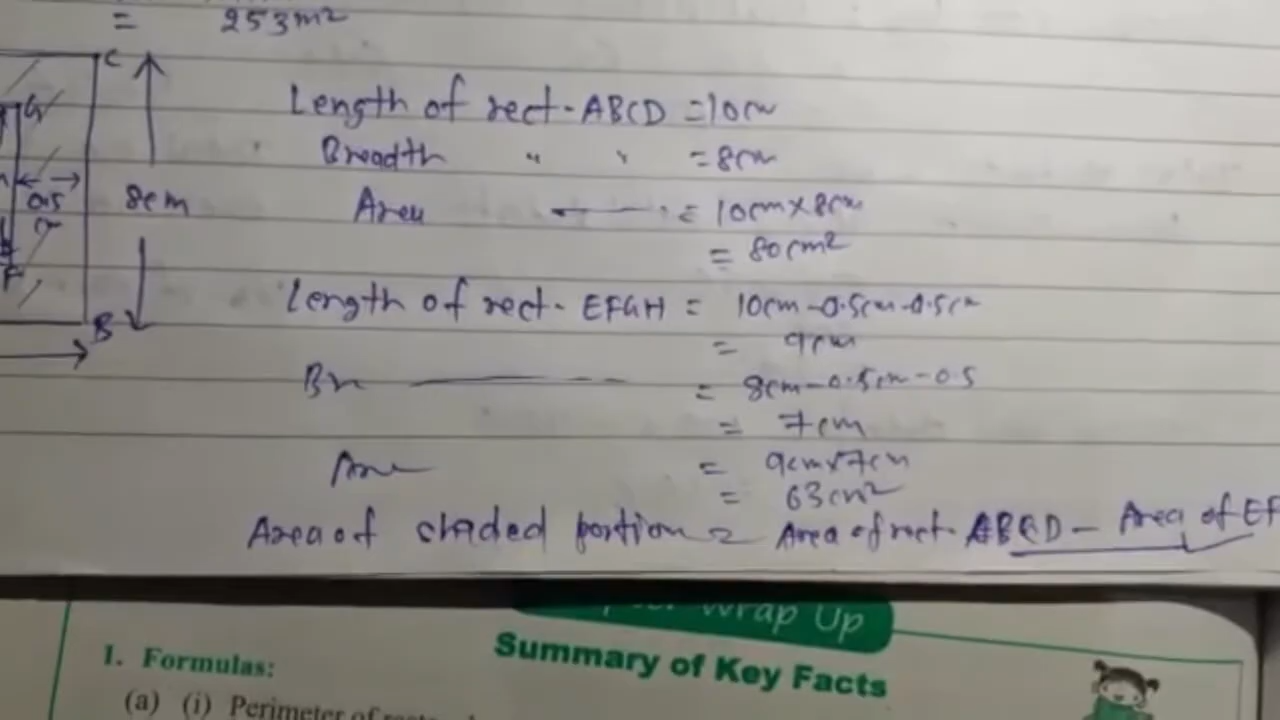 = 253m²
C
G
Length of rect. ABCD = 10cm
Breadth " " = 8cm
0.5
8cm
Area = 10cm×8cm
= 80cm²
F
Length of rect. EFGH = 10cm-0.5cm-0.5cm
B
= 9cm
Br = 8cm-0.5cm-0.5
= 7cm
Are = 9cm×7cm
= 63cm²
Area of shaded portion = Area of rect. ABCD - Area of EF
Wrap Up
Summary of Key Facts
1. Formulas:
(a) (i) Perimeter of